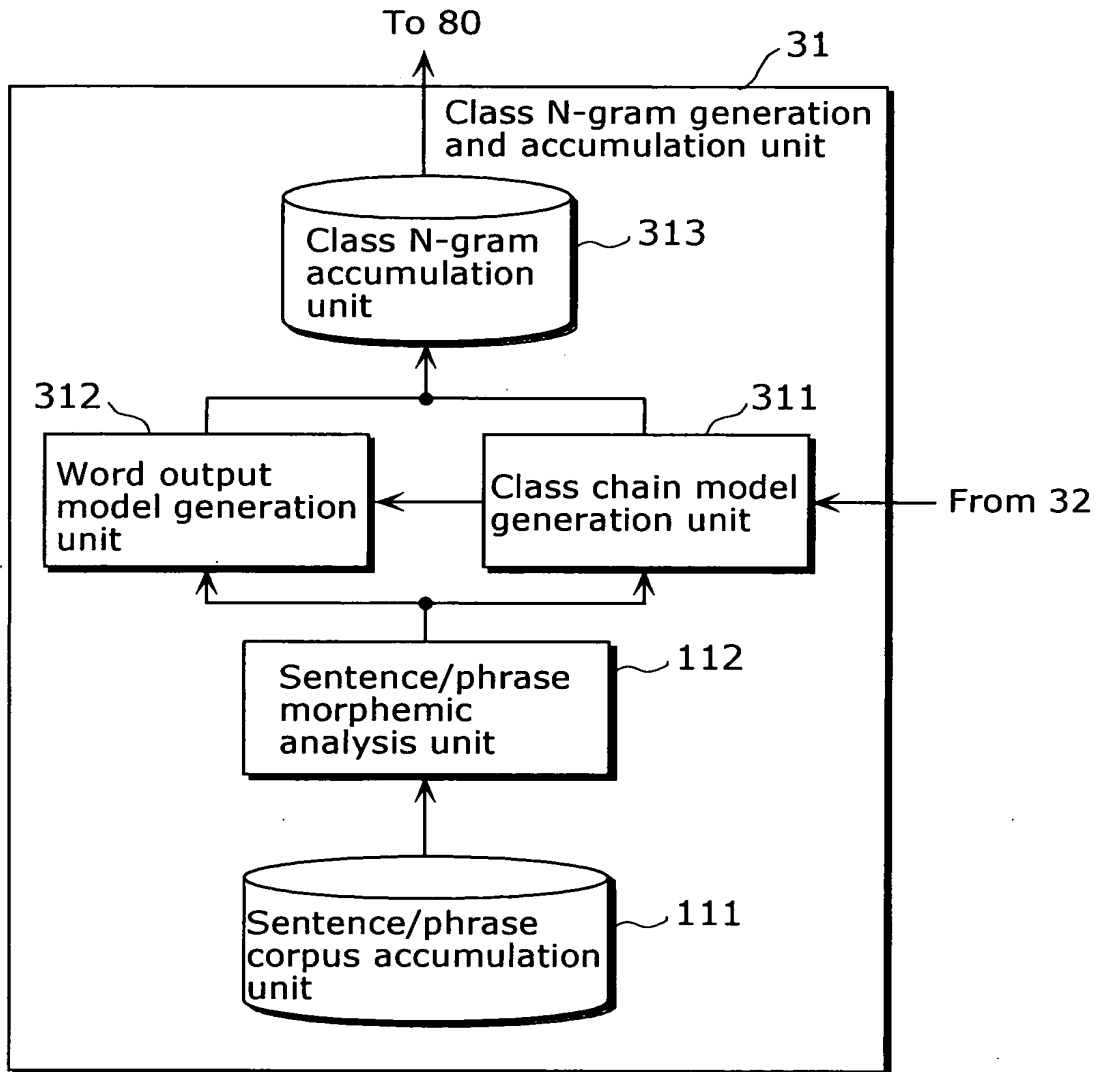 To 80
31
Class N-gram generation
and accumulation unit
Class N-gram
accumulation
unit
313
312
311
Word output
model generation
unit
Class chain model
generation unit
From 32
112
Sentence/phrase
morphemic
analysis unit
111
Sentence/phrase
corpus accumulation
unit